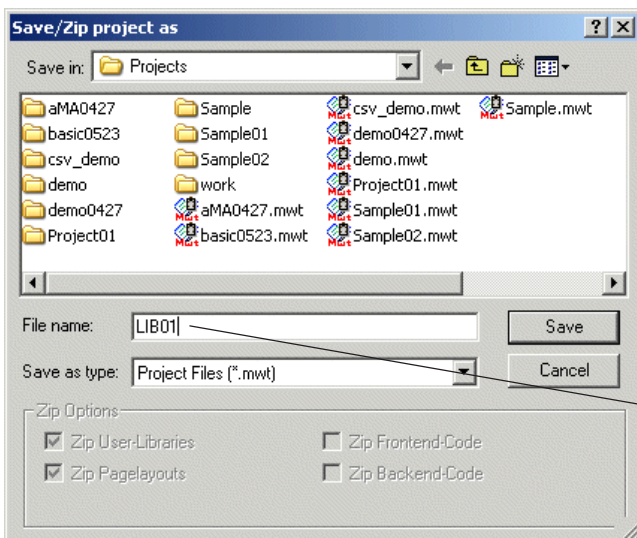 Save/Zip project as
Save in: Projects
aMA0427 Sample csv_demo.mwt Sample.mwt
basic0523 Sample01 demo0427.mwt
csv_demo Sample02 demo.mwt
demo work Project01.mwt
demo0427 aMA0427.mwt Sample01.mwt
Project01 basic0523.mwt Sample02.mwt
File name: LIB01 Save
Save as type: Project Files (*.mwt) Cancel
Zip Options
Zip User-Libraries Zip Frontend-Code
Zip Pagelayouts Zip Backend-Code